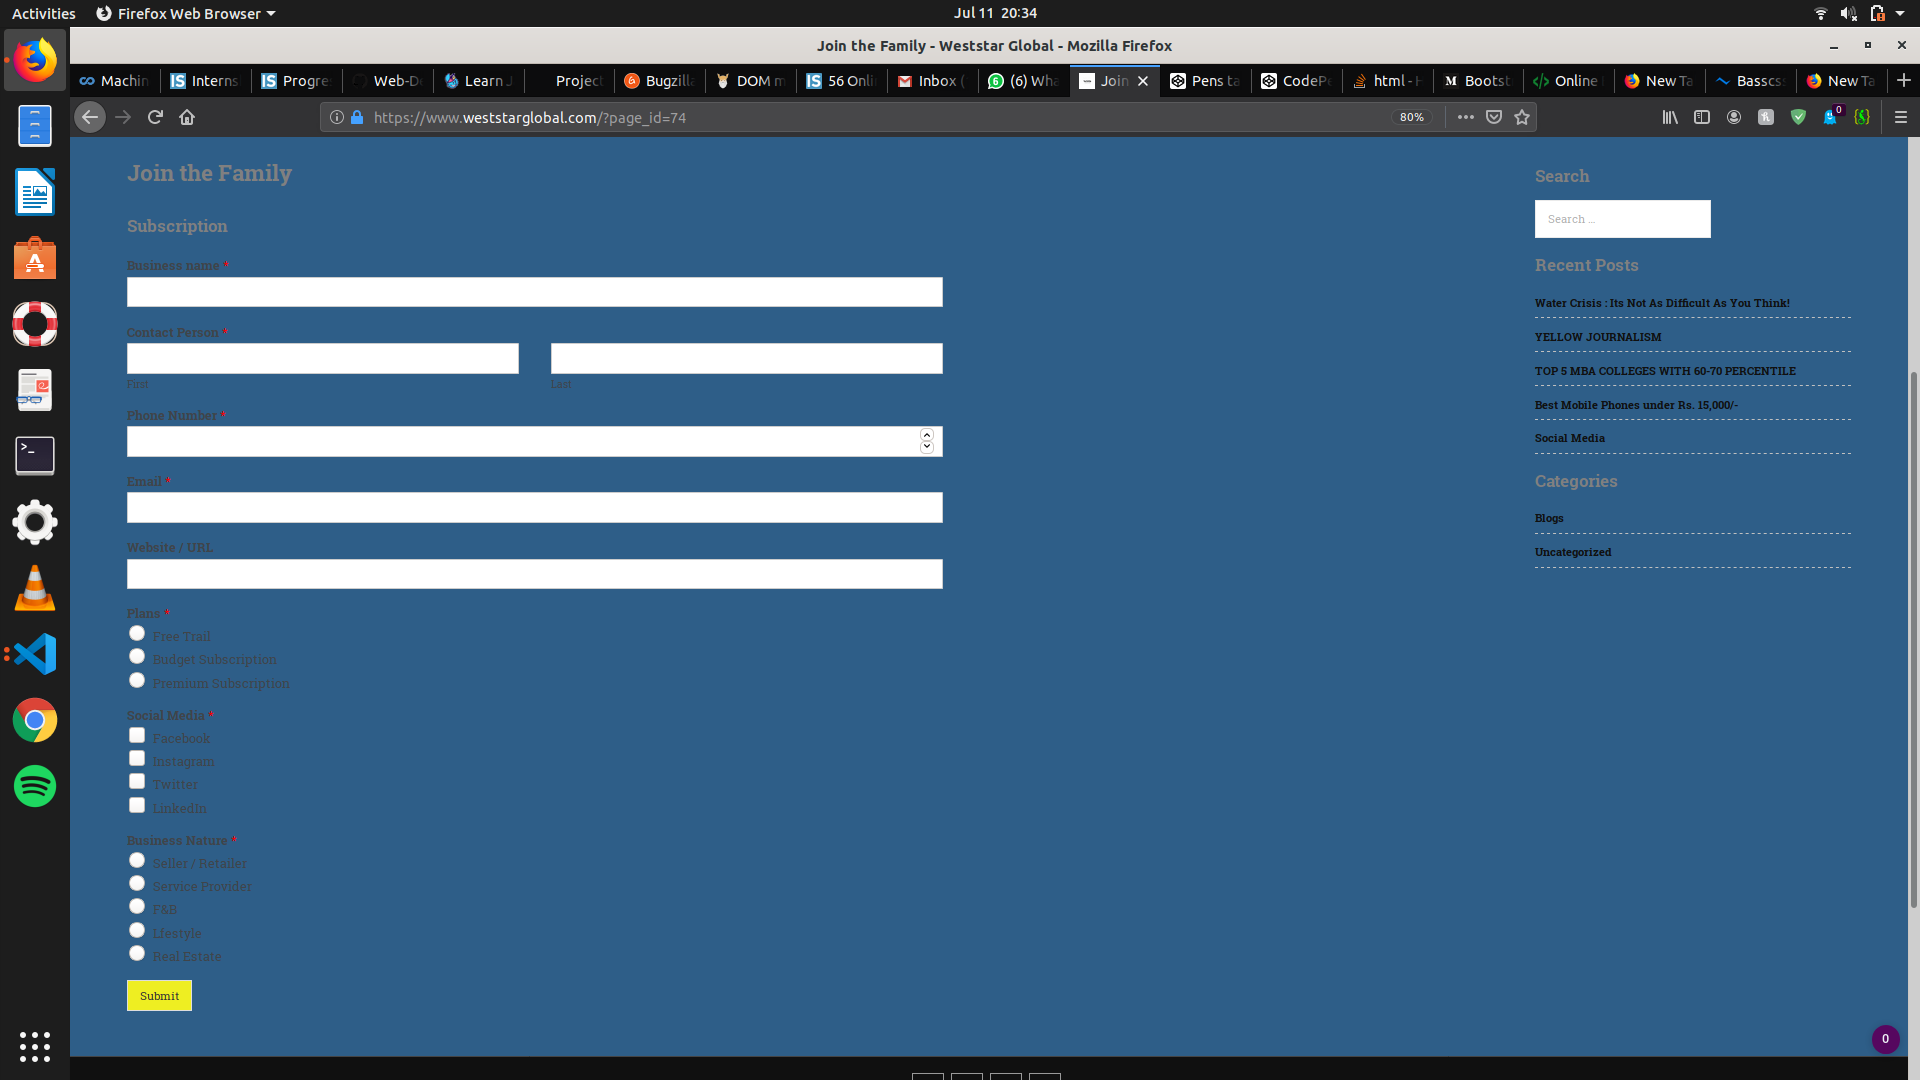 Activities
Firefox Web Browser
Jul 11 20:34
Join the Family - Weststar Global - Mozilla Firefox
Machin
Interns
Progre
Web-D
Learn J
Project
Bugzilla
DOM m
56 Onli
Inbox (
(6) Wha
Join
Pens ta
CodePe
html - H
Bootst
Online
New Ta
Basscs
New Ta
https://www.weststarglobal.com/?page_id=74
80%
0
Join the Family
Subscription
Business name *
Contact Person *
First
Last
Phone Number *
Email *
Website / URL
Plans *
Free Trail
Budget Subscription
Premium Subscription
Social Media *
Facebook
Instagram
Twitter
LinkedIn
Business Nature *
Seller / Retailer
Service Provider
F&B
Lfestyle
Real Estate
Submit
Search
Search …
Recent Posts
Water Crisis : Its Not As Difficult As You Think!
YELLOW JOURNALISM
TOP 5 MBA COLLEGES WITH 60-70 PERCENTILE
Best Mobile Phones under Rs. 15,000/-
Social Media
Categories
Blogs
Uncategorized
0